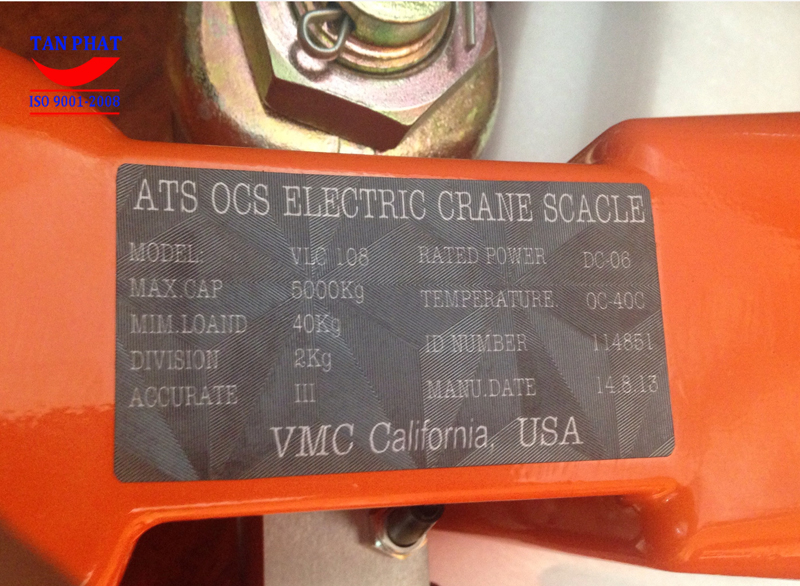 TAN PHAT
ISO 9001-2008
ATS OCS ELECTRIC CRANE SCACLE
MODEL: VLC 108 RATED POWER DC-06
MAX.CAP 5000Kg TEMPERATURE. 0C-40C
MIM.LOAND 40Kg ID NUMBER 114851
DIVISION 2Kg MANU.DATE 14.8.13
ACCURATE III
VMC California, USA